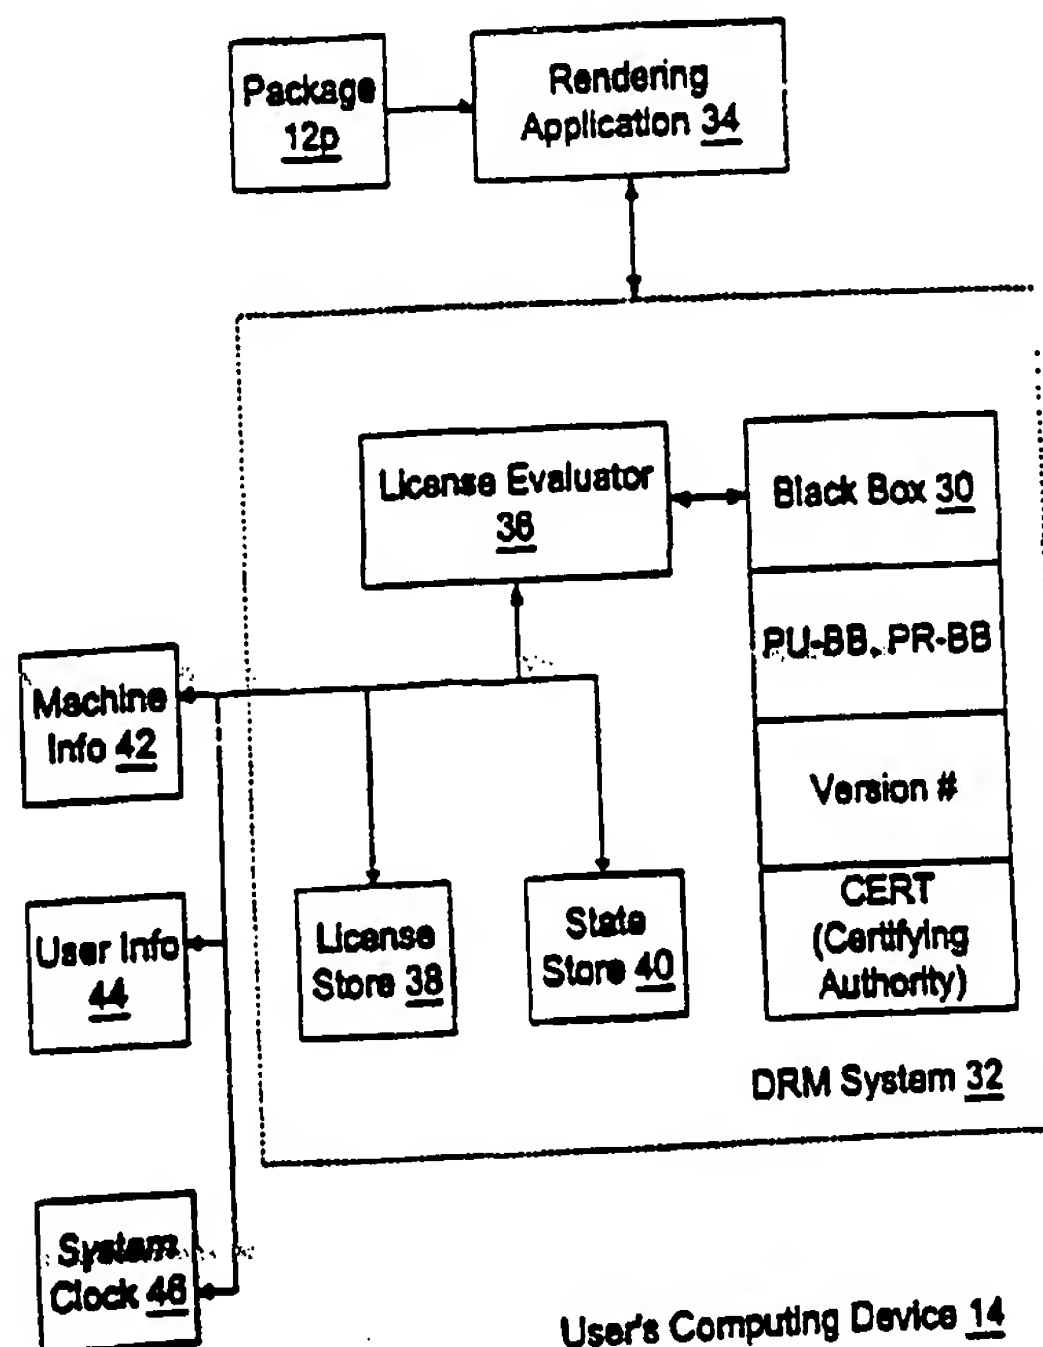 Package
12p
Rendering
Application 34
License Evaluator
36
Black Box 30
PU-BB, PR-BB
Version #
CERT
(Certifying
Authority)
Machine
Info 42
User Info
44
License
Store 38
State
Store 40
DRM System 32
System
Clock 46
User's Computing Device 14